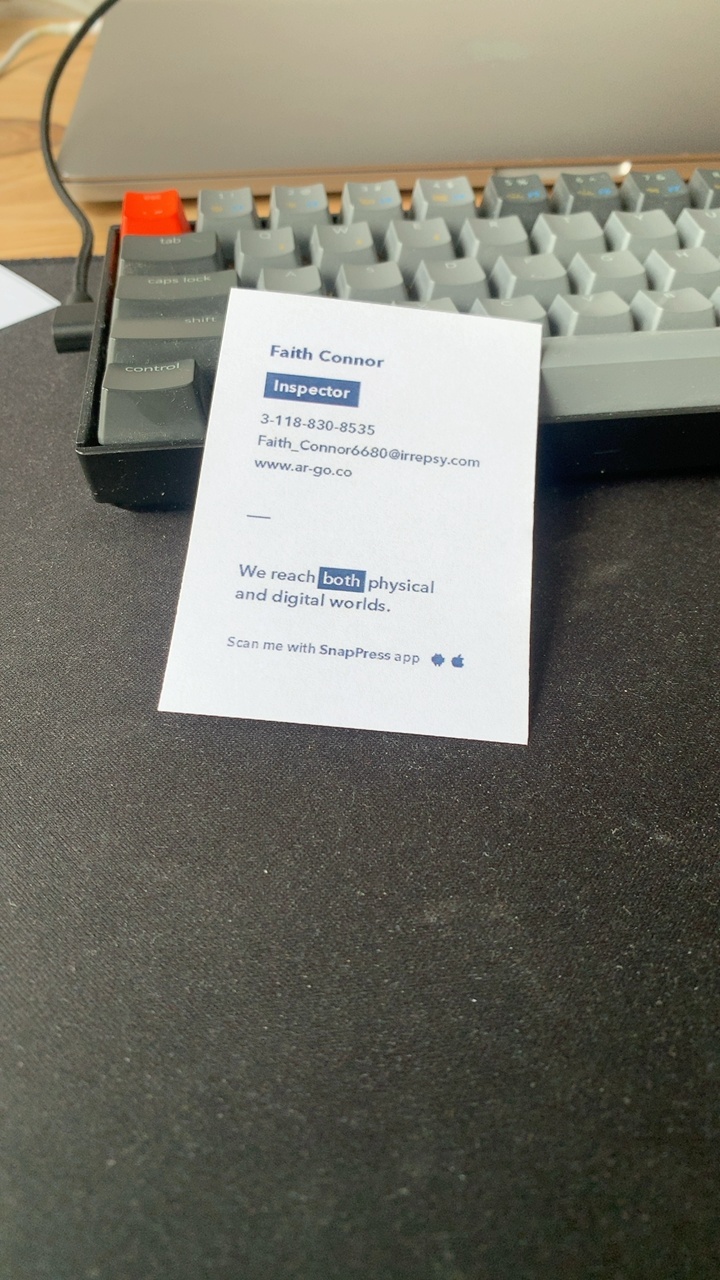 tab
caps lock
shift
control
Faith Connor
Inspector
3-118-830-8535
Faith_Connor6680@irrepsy.com
www.ar-go.co
We reach both physical
and digital worlds.
Scan me with SnapPress app